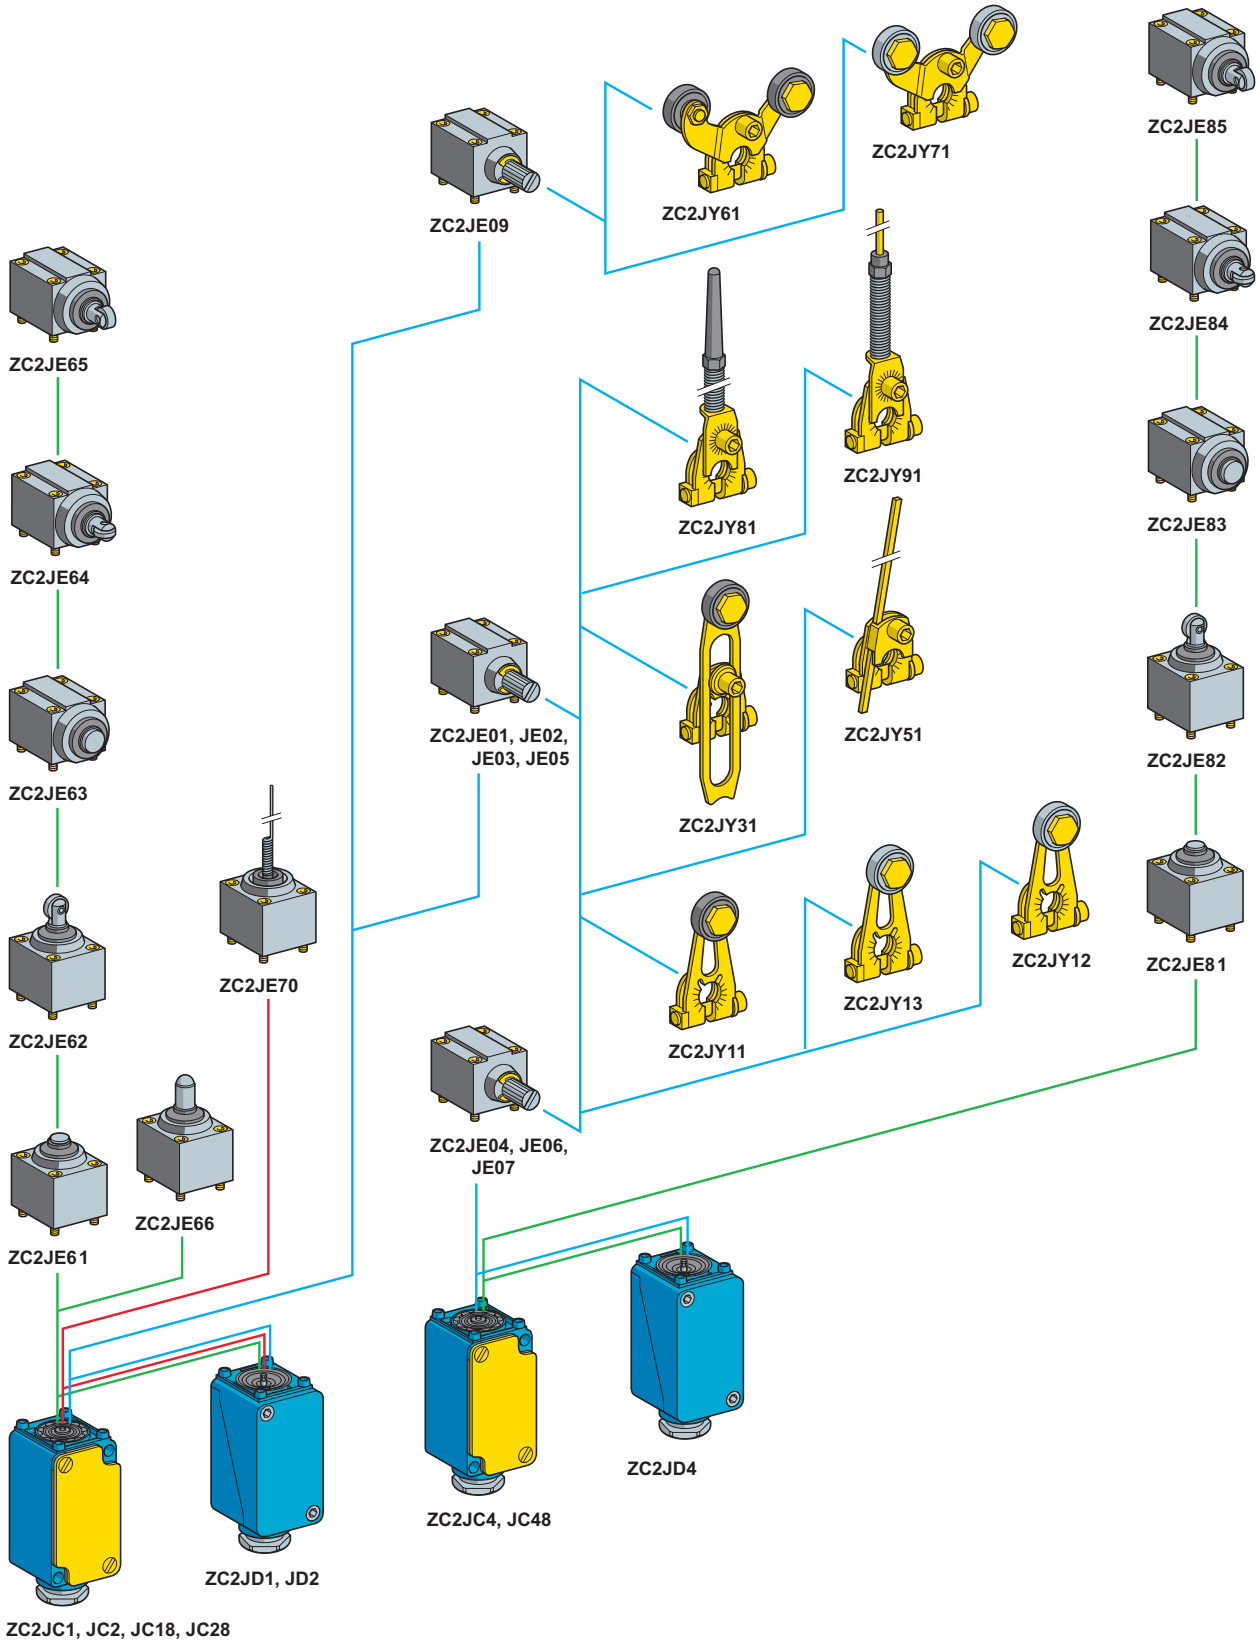 ZC2JE85
ZC2JY71
ZC2JY61
ZC2JE09
ZC2JE84
ZC2JE65
ZC2JY91
ZC2JY81
ZC2JE83
ZC2JE64
ZC2JE01, JE02,
JE03, JE05
ZC2JY51
ZC2JE82
ZC2JE63
ZC2JY31
ZC2JY12
ZC2JE81
ZC2JE70
ZC2JY13
ZC2JE62
ZC2JY11
ZC2JE04, JE06,
JE07
ZC2JE66
ZC2JE61
ZC2JD4
ZC2JC4, JC48
ZC2JD1, JD2
ZC2JC1, JC2, JC18, JC28